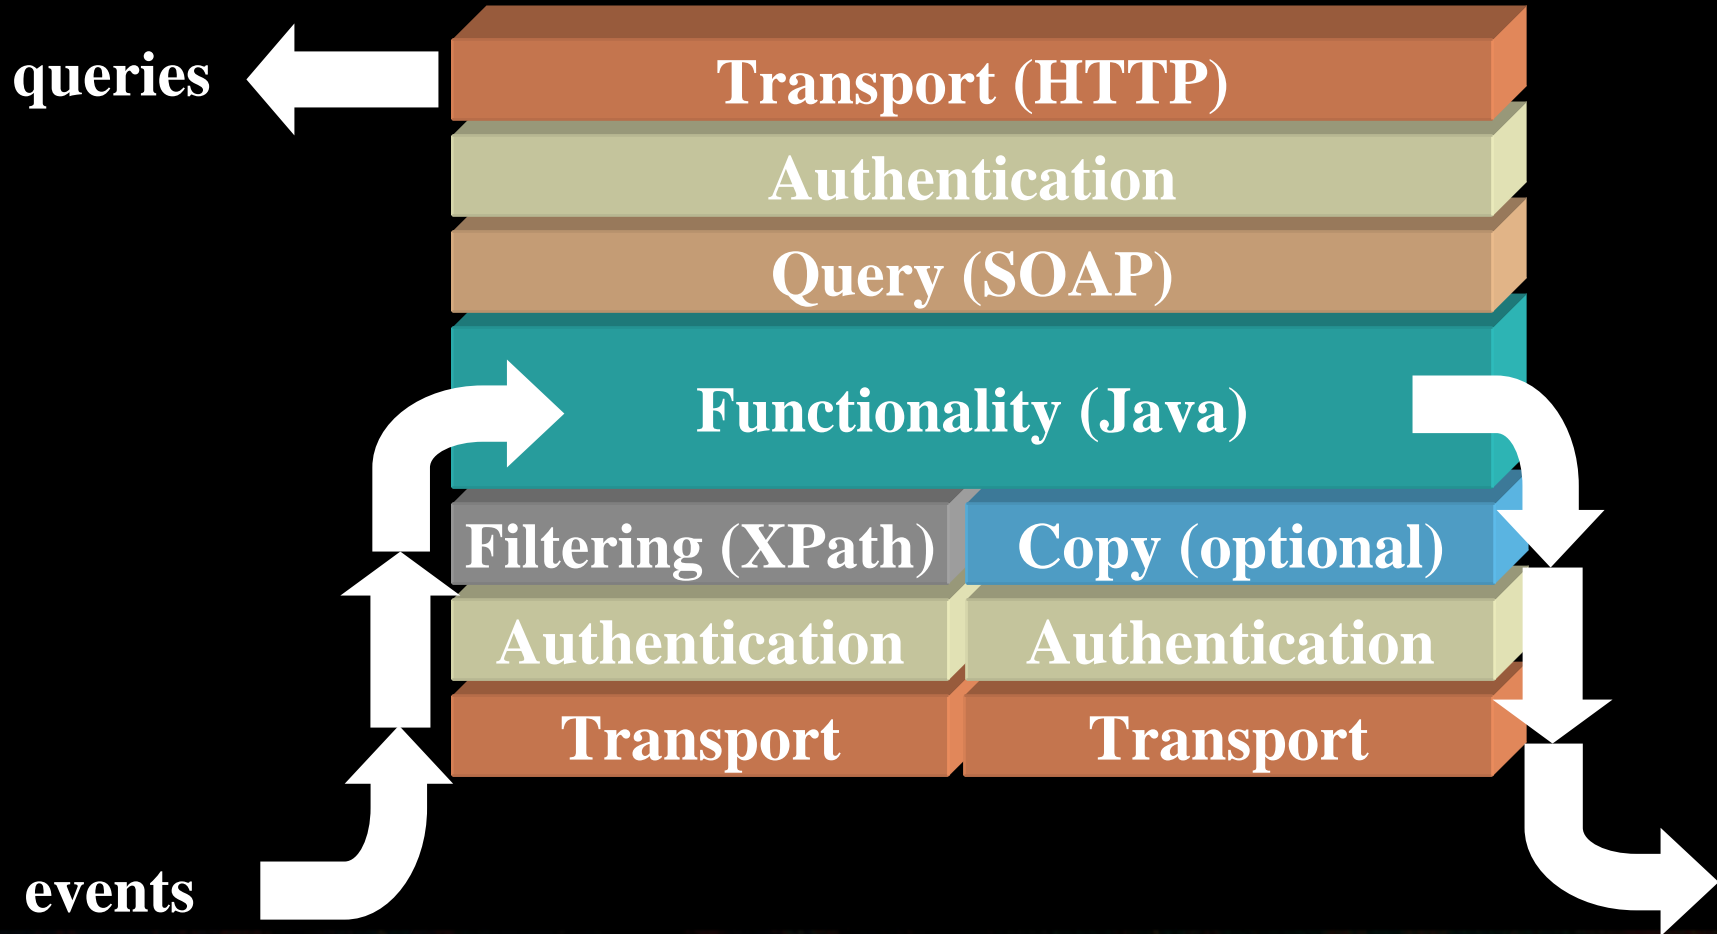 queries
Transport (HTTP)
Authentication
Query (SOAP)
Functionality (Java)
Filtering (XPath)
Copy (optional)
Authentication
Authentication
Transport
Transport
events